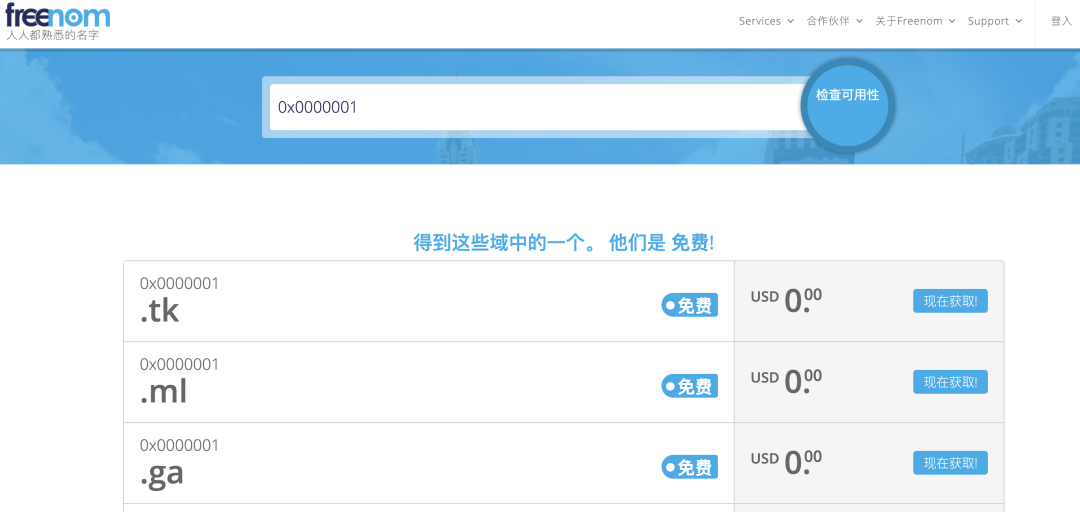 freenom
人人都熟悉的名字
Services 合作伙伴 关于Freenom Support 登入
0x0000001
检查可用性
得到这些域中的一个。 他们是 免费!
0x0000001
.tk
免费
USD 0.00
现在获取!
0x0000001
.ml
免费
USD 0.00
现在获取!
0x0000001
.ga
免费
USD 0.00
现在获取!